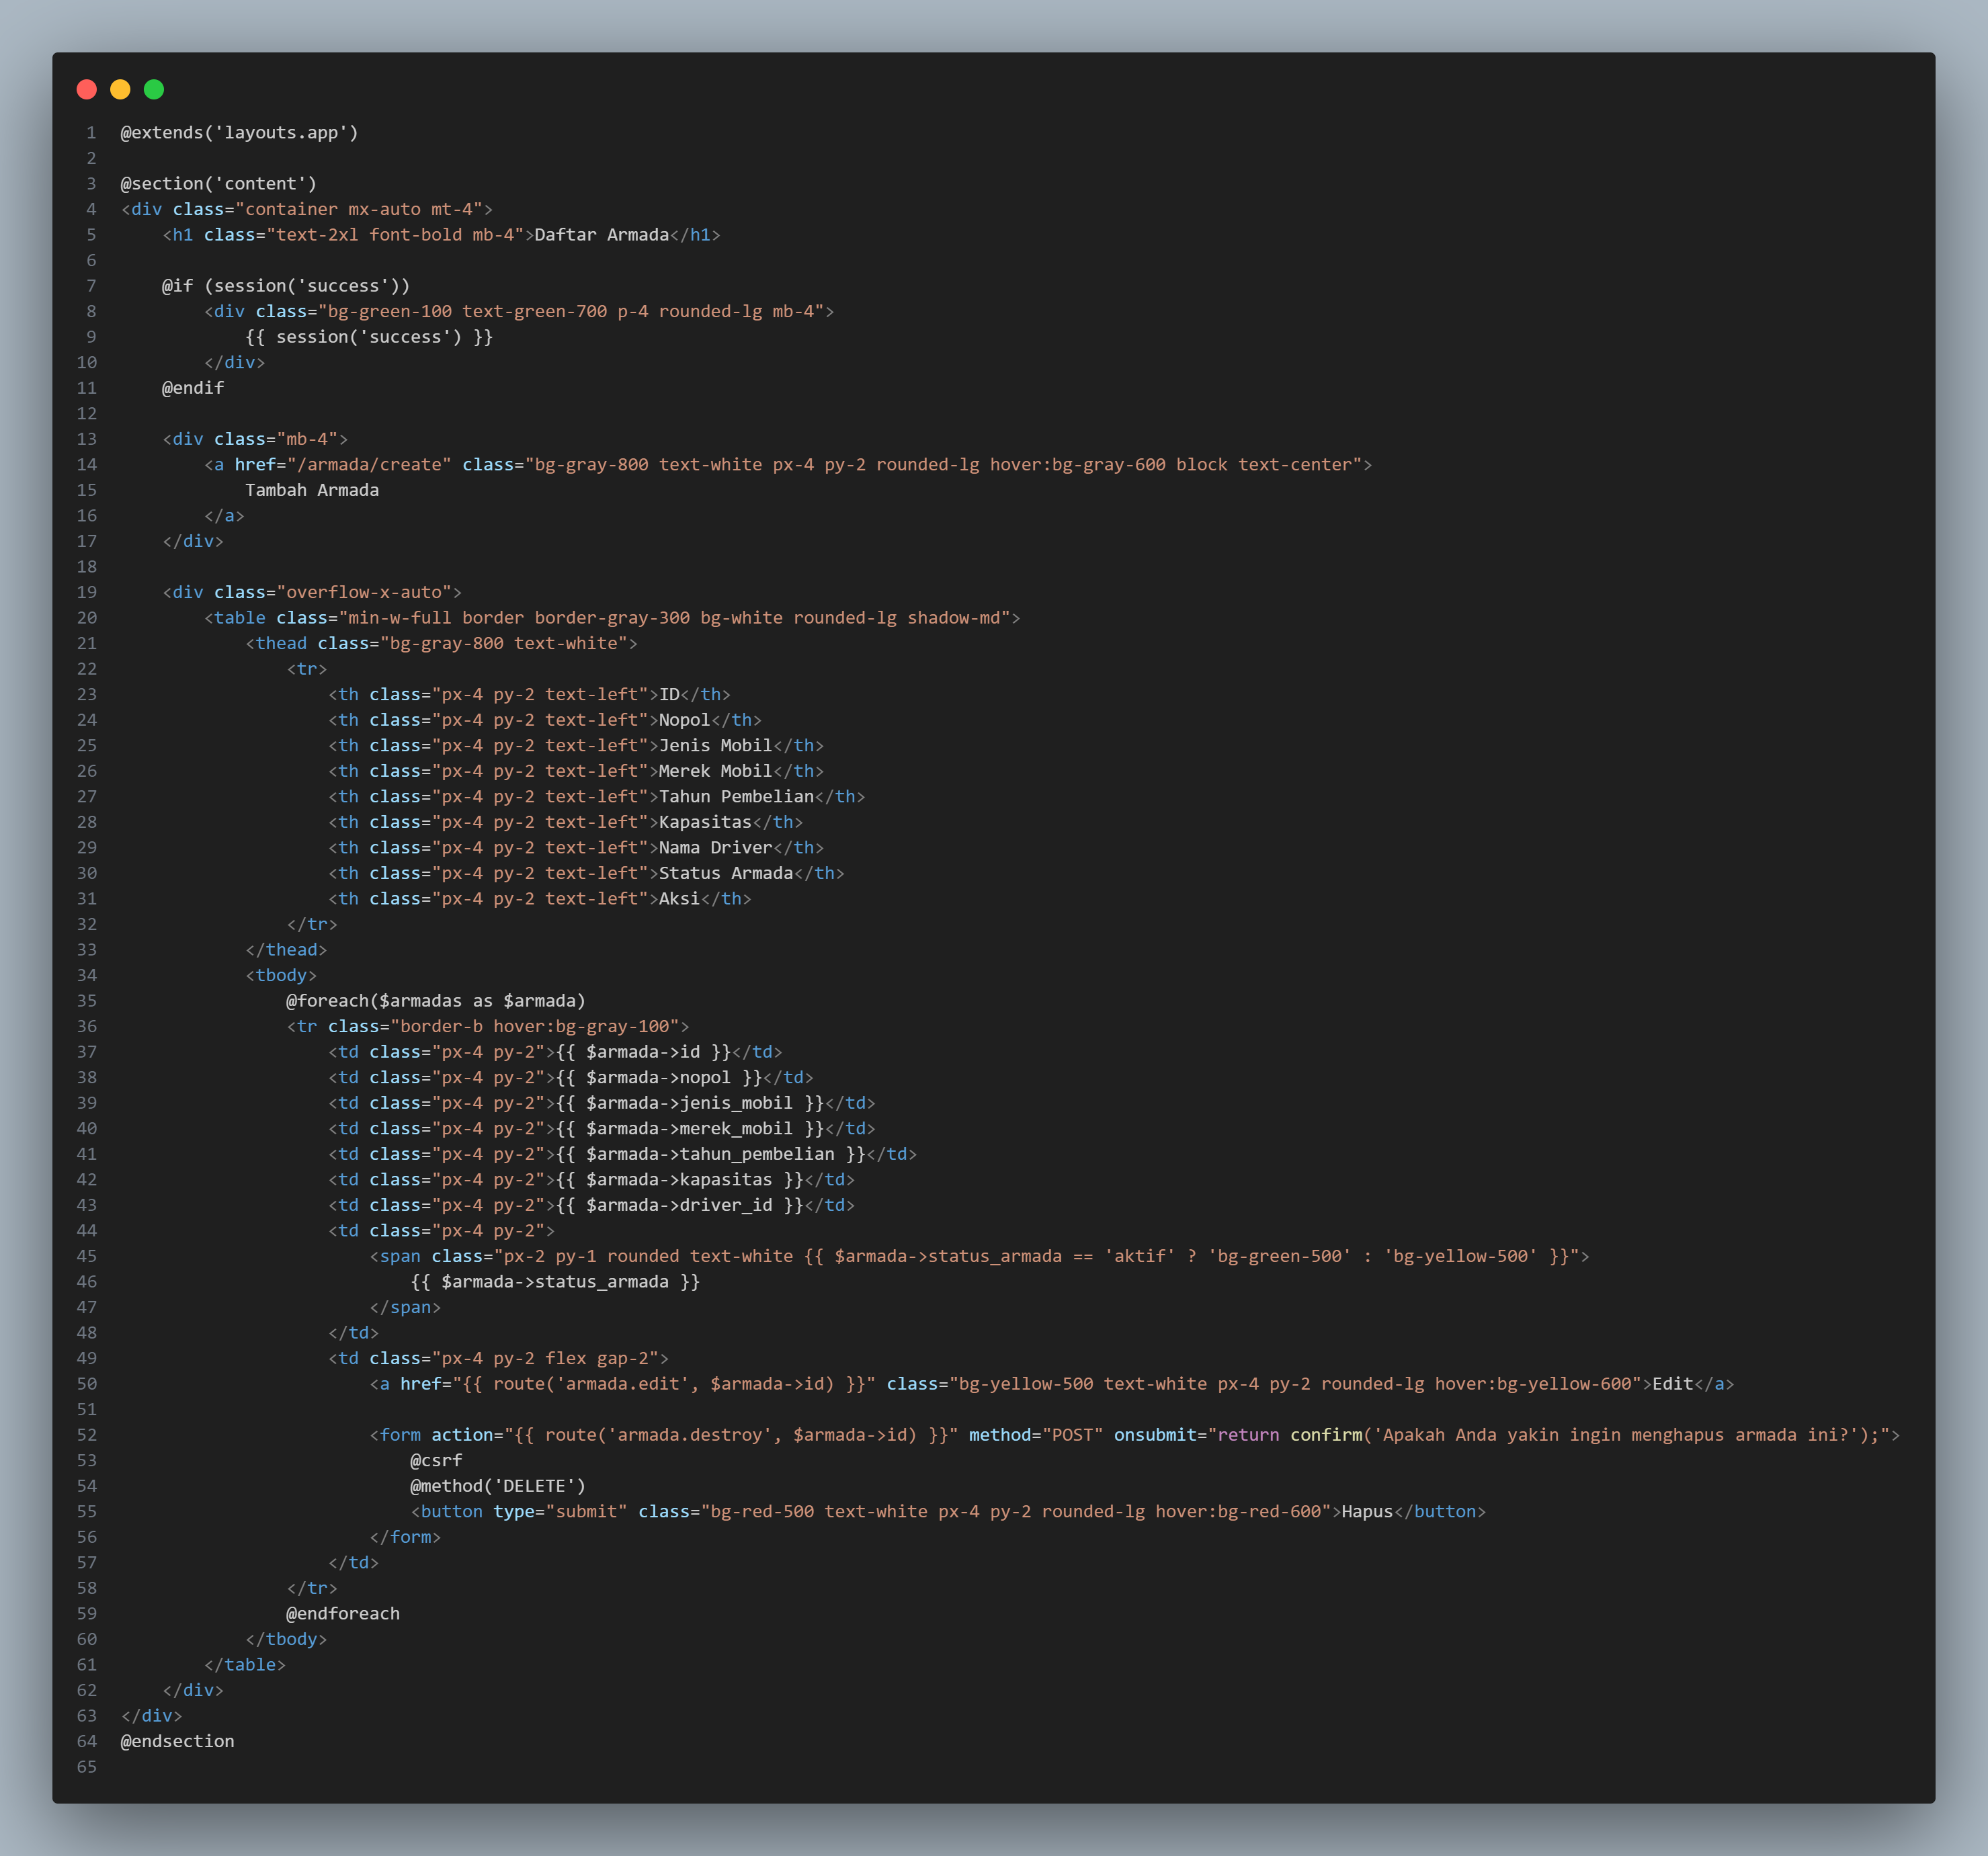 1 @extends('layouts.app')
2
3 @section('content')
4 <div class="container mx-auto mt-4">
5     <h1 class="text-2xl font-bold mb-4">Daftar Armada</h1>
6
7     @if (session('success'))
8         <div class="bg-green-100 text-green-700 p-4 rounded-lg mb-4">
9             {{ session('success') }}
10         </div>
11     @endif
12
13     <div class="mb-4">
14         <a href="/armada/create" class="bg-gray-800 text-white px-4 py-2 rounded-lg hover:bg-gray-600 block text-center">
15             Tambah Armada
16         </a>
17     </div>
18
19     <div class="overflow-x-auto">
20         <table class="min-w-full border border-gray-300 bg-white rounded-lg shadow-md">
21             <thead class="bg-gray-800 text-white">
22                 <tr>
23                     <th class="px-4 py-2 text-left">ID</th>
24                     <th class="px-4 py-2 text-left">Nopol</th>
25                     <th class="px-4 py-2 text-left">Jenis Mobil</th>
26                     <th class="px-4 py-2 text-left">Merek Mobil</th>
27                     <th class="px-4 py-2 text-left">Tahun Pembelian</th>
28                     <th class="px-4 py-2 text-left">Kapasitas</th>
29                     <th class="px-4 py-2 text-left">Nama Driver</th>
30                     <th class="px-4 py-2 text-left">Status Armada</th>
31                     <th class="px-4 py-2 text-left">Aksi</th>
32                 </tr>
33             </thead>
34             <tbody>
35                 @foreach($armadas as $armada)
36                 <tr class="border-b hover:bg-gray-100">
37                     <td class="px-4 py-2">{{ $armada->id }}</td>
38                     <td class="px-4 py-2">{{ $armada->nopol }}</td>
39                     <td class="px-4 py-2">{{ $armada->jenis_mobil }}</td>
40                     <td class="px-4 py-2">{{ $armada->merek_mobil }}</td>
41                     <td class="px-4 py-2">{{ $armada->tahun_pembelian }}</td>
42                     <td class="px-4 py-2">{{ $armada->kapasitas }}</td>
43                     <td class="px-4 py-2">{{ $armada->driver_id }}</td>
44                     <td class="px-4 py-2">
45                         <span class="px-2 py-1 rounded text-white {{ $armada->status_armada == 'aktif' ? 'bg-green-500' : 'bg-yellow-500' }}">
46                             {{ $armada->status_armada }}
47                         </span>
48                     </td>
49                     <td class="px-4 py-2 flex gap-2">
50                         <a href="{{ route('armada.edit', $armada->id) }}" class="bg-yellow-500 text-white px-4 py-2 rounded-lg hover:bg-yellow-600">Edit</a>
51
52                         <form action="{{ route('armada.destroy', $armada->id) }}" method="POST" onsubmit="return confirm('Apakah Anda yakin ingin menghapus armada ini?');">
53                             @csrf
54                             @method('DELETE')
55                             <button type="submit" class="bg-red-500 text-white px-4 py-2 rounded-lg hover:bg-red-600">Hapus</button>
56                         </form>
57                     </td>
58                 </tr>
59                 @endforeach
60             </tbody>
61         </table>
62     </div>
63 </div>
64 @endsection
65